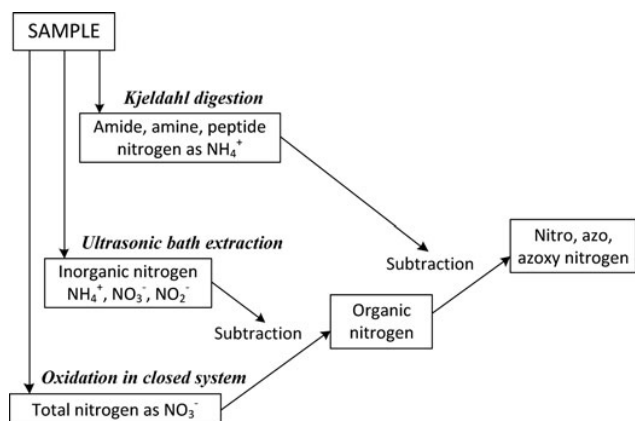 SAMPLE
Kjeldahl digestion
Amide, amine, peptide
nitrogen as NH₄⁺
Ultrasonic bath extraction
Inorganic nitrogen
NH₄⁺, NO₃⁻, NO₂⁻
Subtraction
Nitro, azo,
azoxy nitrogen
Subtraction
Organic
nitrogen
Oxidation in closed system
Total nitrogen as NO₃⁻